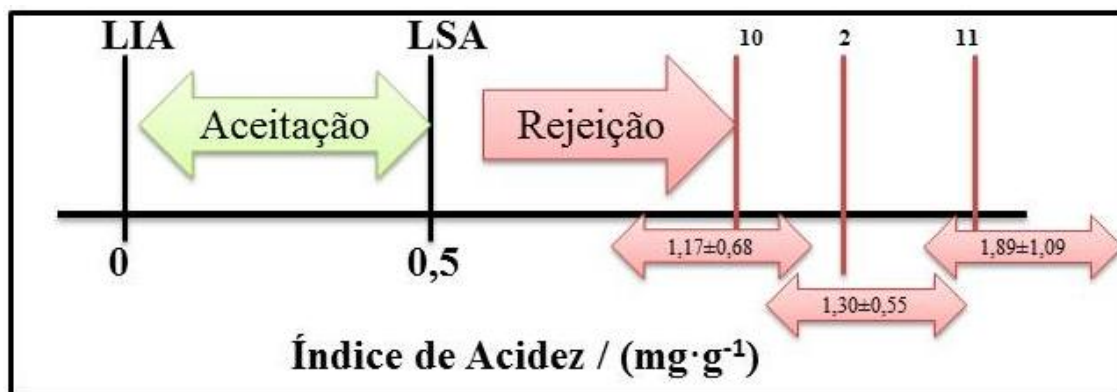 LIA LSA 10 2 11
Aceitação Rejeição
0 0,5 1,17±0,68 1,89±1,09
1,30±0,55
Índice de Acidez / (mg·g⁻¹)